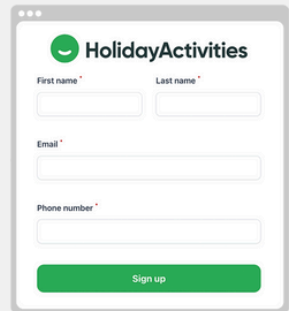 HolidayActivities
First name * Last name *
Email *
Phone number *
Sign up